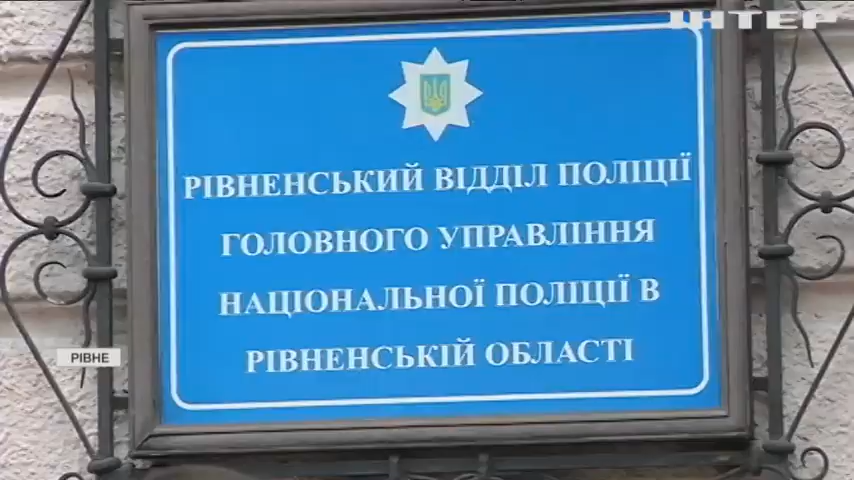 ІНТЕР
РІВНЕНСЬКИЙ ВІДДІЛ ПОЛІЦІЇ
ГОЛОВНОГО УПРАВЛІННЯ
НАЦІОНАЛЬНОЇ ПОЛІЦІЇ В
РІВНЕНСЬКІЙ ОБЛАСТІ
РІВНЕ